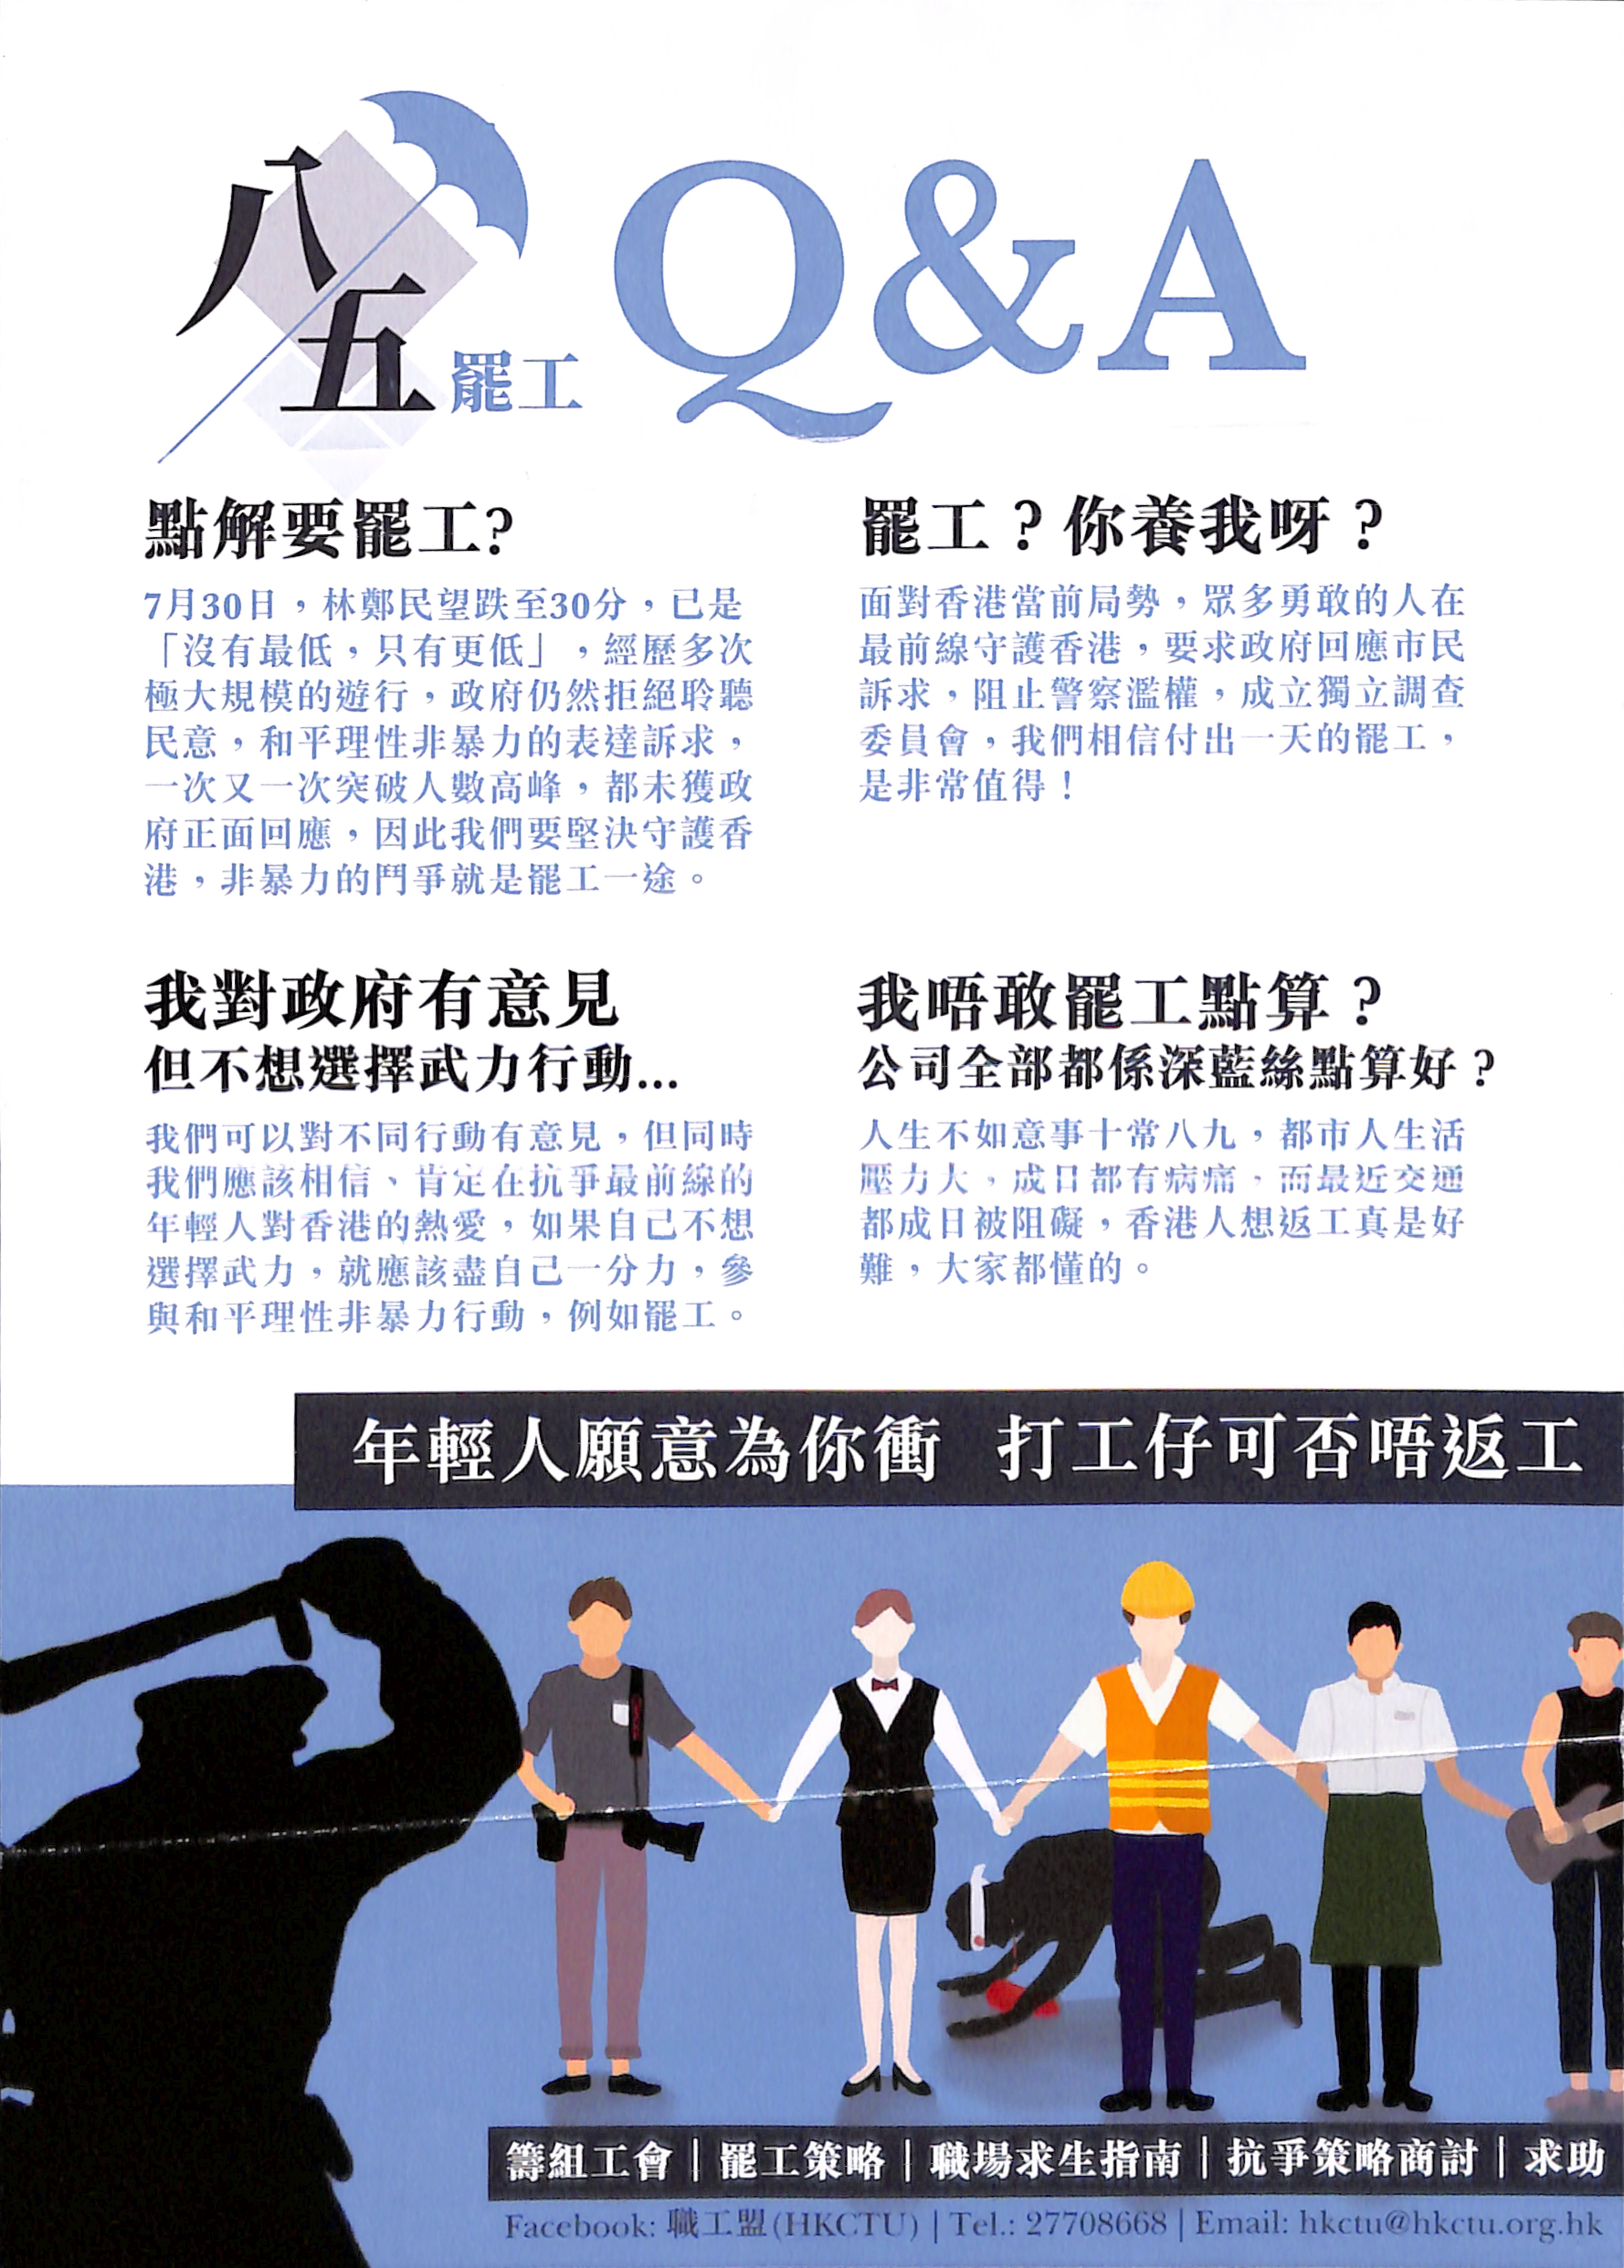 八五罷工 Q&A
點解要罷工?
7月30日，林鄭民望跌至30分，已是
「沒有最低，只有更低」，經歷多次
極大規模的遊行，政府仍然拒絕聆聽
民意，和平理性非暴力的表達訴求，
一次又一次突破人數高峰，都未獲政
府正面回應，因此我們要堅決守護香
港，非暴力的鬥爭就是罷工一途。
罷工？你養我呀？
面對香港當前局勢，眾多勇敢的人在
最前線守護香港，要求政府回應市民
訴求，阻止警察濫權，成立獨立調查
委員會，我們相信付出一天的罷工，
是非常值得！
我對政府有意見
但不想選擇武力行動...
我們可以對不同行動有意見，但同時
我們應該相信、肯定在抗爭最前線的
年輕人對香港的熱愛，如果自己不想
選擇武力，就應該盡自己一分力，參
與和平理性非暴力行動，例如罷工。
我唔敢罷工點算？
公司全部都係深藍絲點算好？
人生不如意事十常八九，都市人生活
壓力大，成日都有病痛，而最近交通
都成日被阻礙，香港人想返工真是好
難，大家都懂的。
年輕人願意為你衝 打工仔可否唔返工
籌組工會｜罷工策略｜職場求生指南｜抗爭策略商討｜求助
Facebook: 職工盟(HKCTU) | Tel.: 27708668 | Email: hkctu@hkctu.org.hk